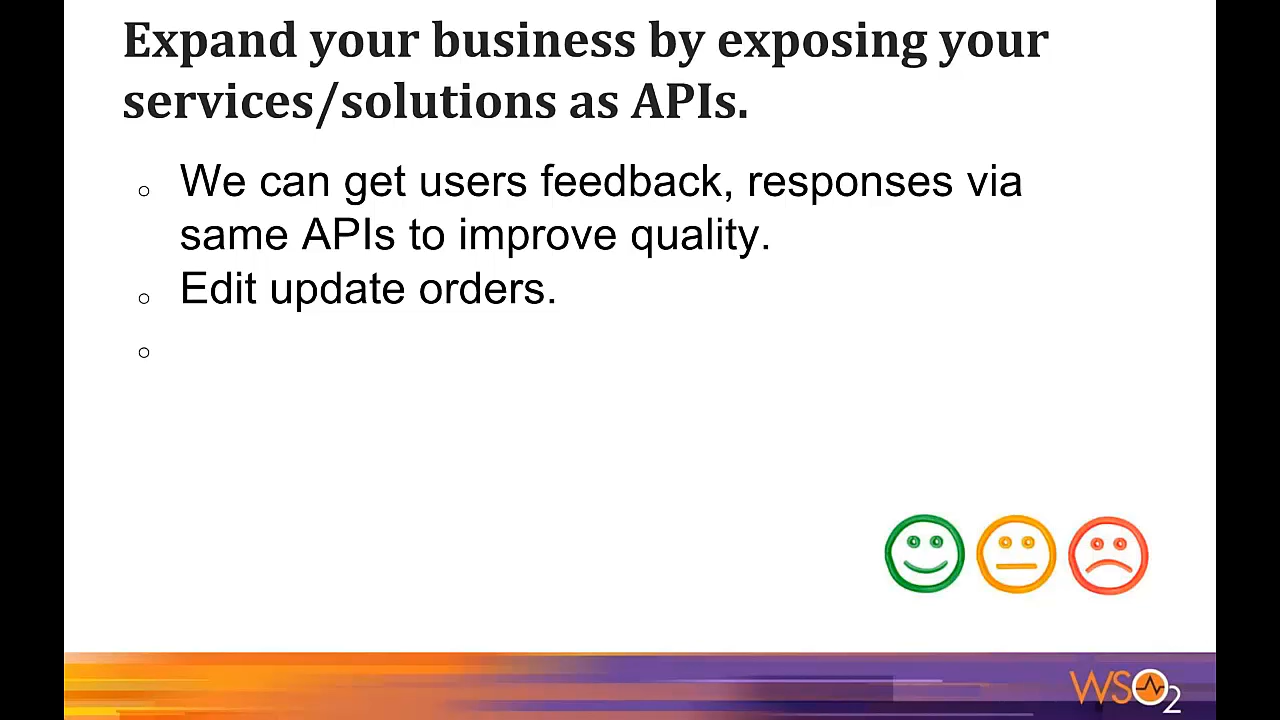 Expand your business by exposing your
services/solutions as APIs.
We can get users feedback, responses via
same APIs to improve quality.
Edit update orders.
WSO2